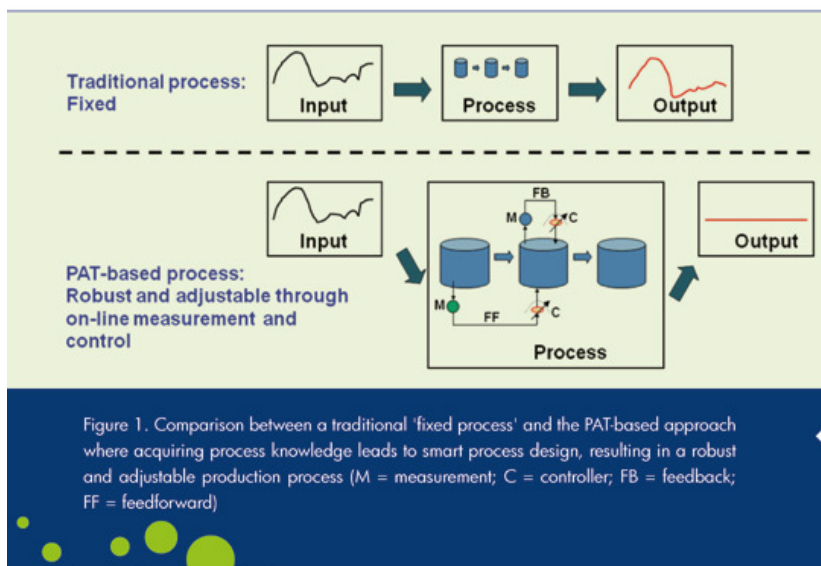 Traditional process:
Fixed
Input
Process
Output
PAT-based process:
Robust and adjustable through
on-line measurement and
control
Input
FB
M
C
M
FF
C
Process
Output
Figure 1. Comparison between a traditional 'fixed process' and the PAT-based approach
where acquiring process knowledge leads to smart process design, resulting in a robust
and adjustable production process (M = measurement; C = controller; FB = feedback;
FF = feedforward)